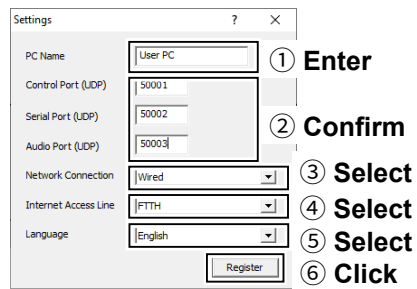 Settings ? ×
PC Name User PC ① Enter
Control Port (UDP) 50001
Serial Port (UDP) 50002 ② Confirm
Audio Port (UDP) 50003
Network Connection Wired ③ Select
Internet Access Line FTTH ④ Select
Language English ⑤ Select
Register ⑥ Click